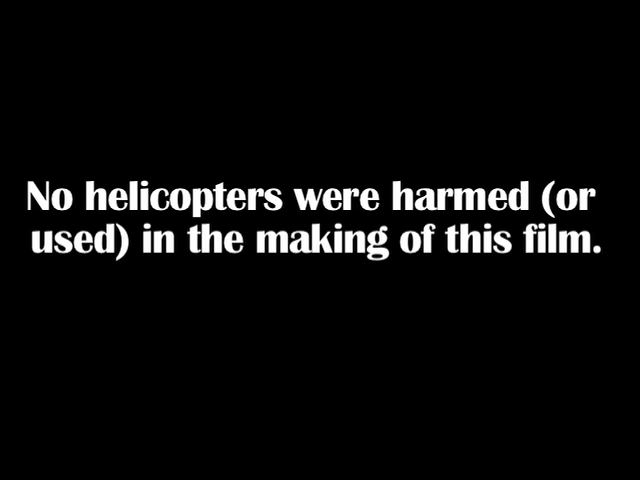 No helicopters were harmed (or
used) in the making of this film.